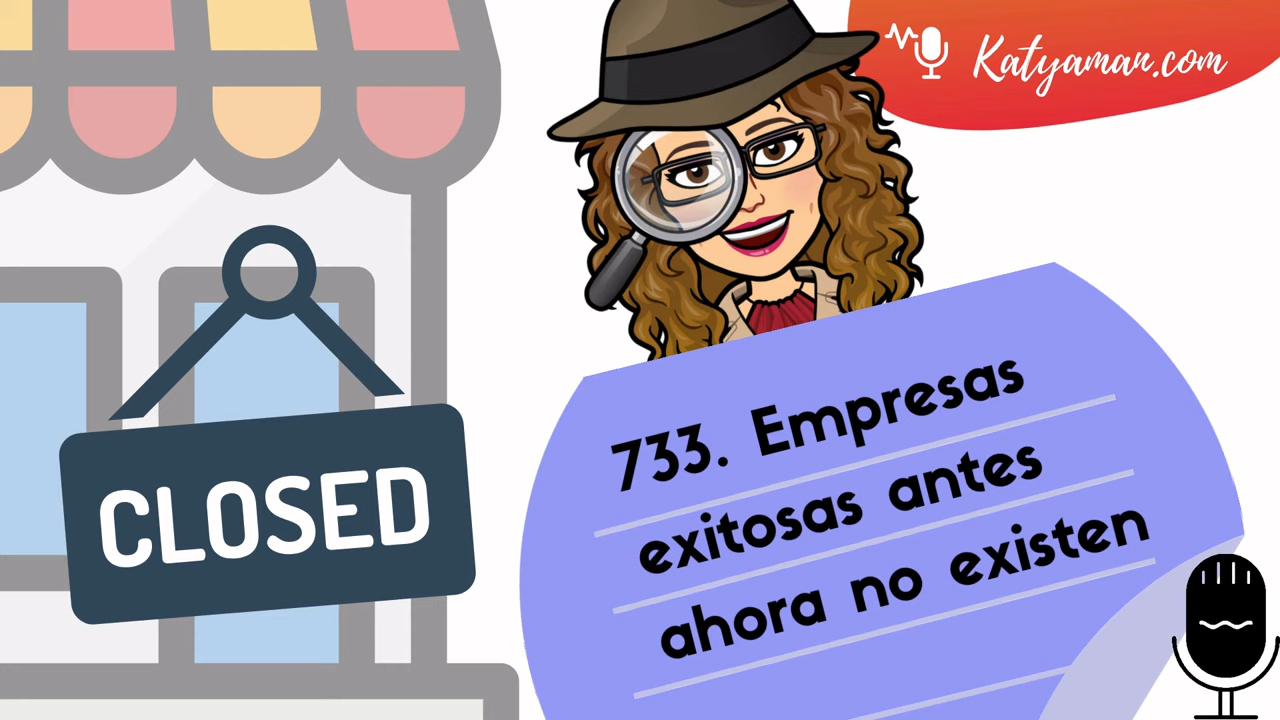 Katyaman.com
CLOSED
733. Empresas
exitosas antes
ahora no existen